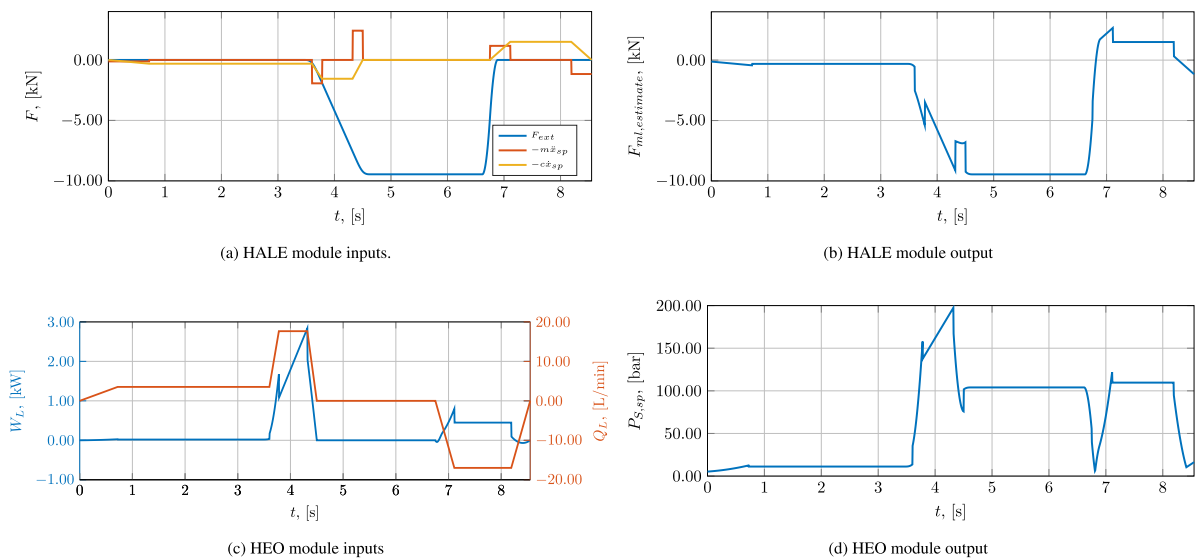 0.00
−5.00
−10.00
F, [kN]
0 1 2 3 4 5 6 7 8
t, [s]
F_ext
−mẍ_sp
−cẋ_sp
(a) HALE module inputs.
0.00
−5.00
−10.00
F_ml,estimate, [kN]
0 1 2 3 4 5 6 7 8
t, [s]
(b) HALE module output
3.00
2.00
1.00
0.00
−1.00
W_L, [kW]
20.00
10.00
0.00
−10.00
−20.00
Q_L, [L/min]
0 1 2 3 4 5 6 7 8
t, [s]
(c) HEO module inputs
200.00
150.00
100.00
50.00
0.00
P_S,sp, [bar]
0 1 2 3 4 5 6 7 8
t, [s]
(d) HEO module output